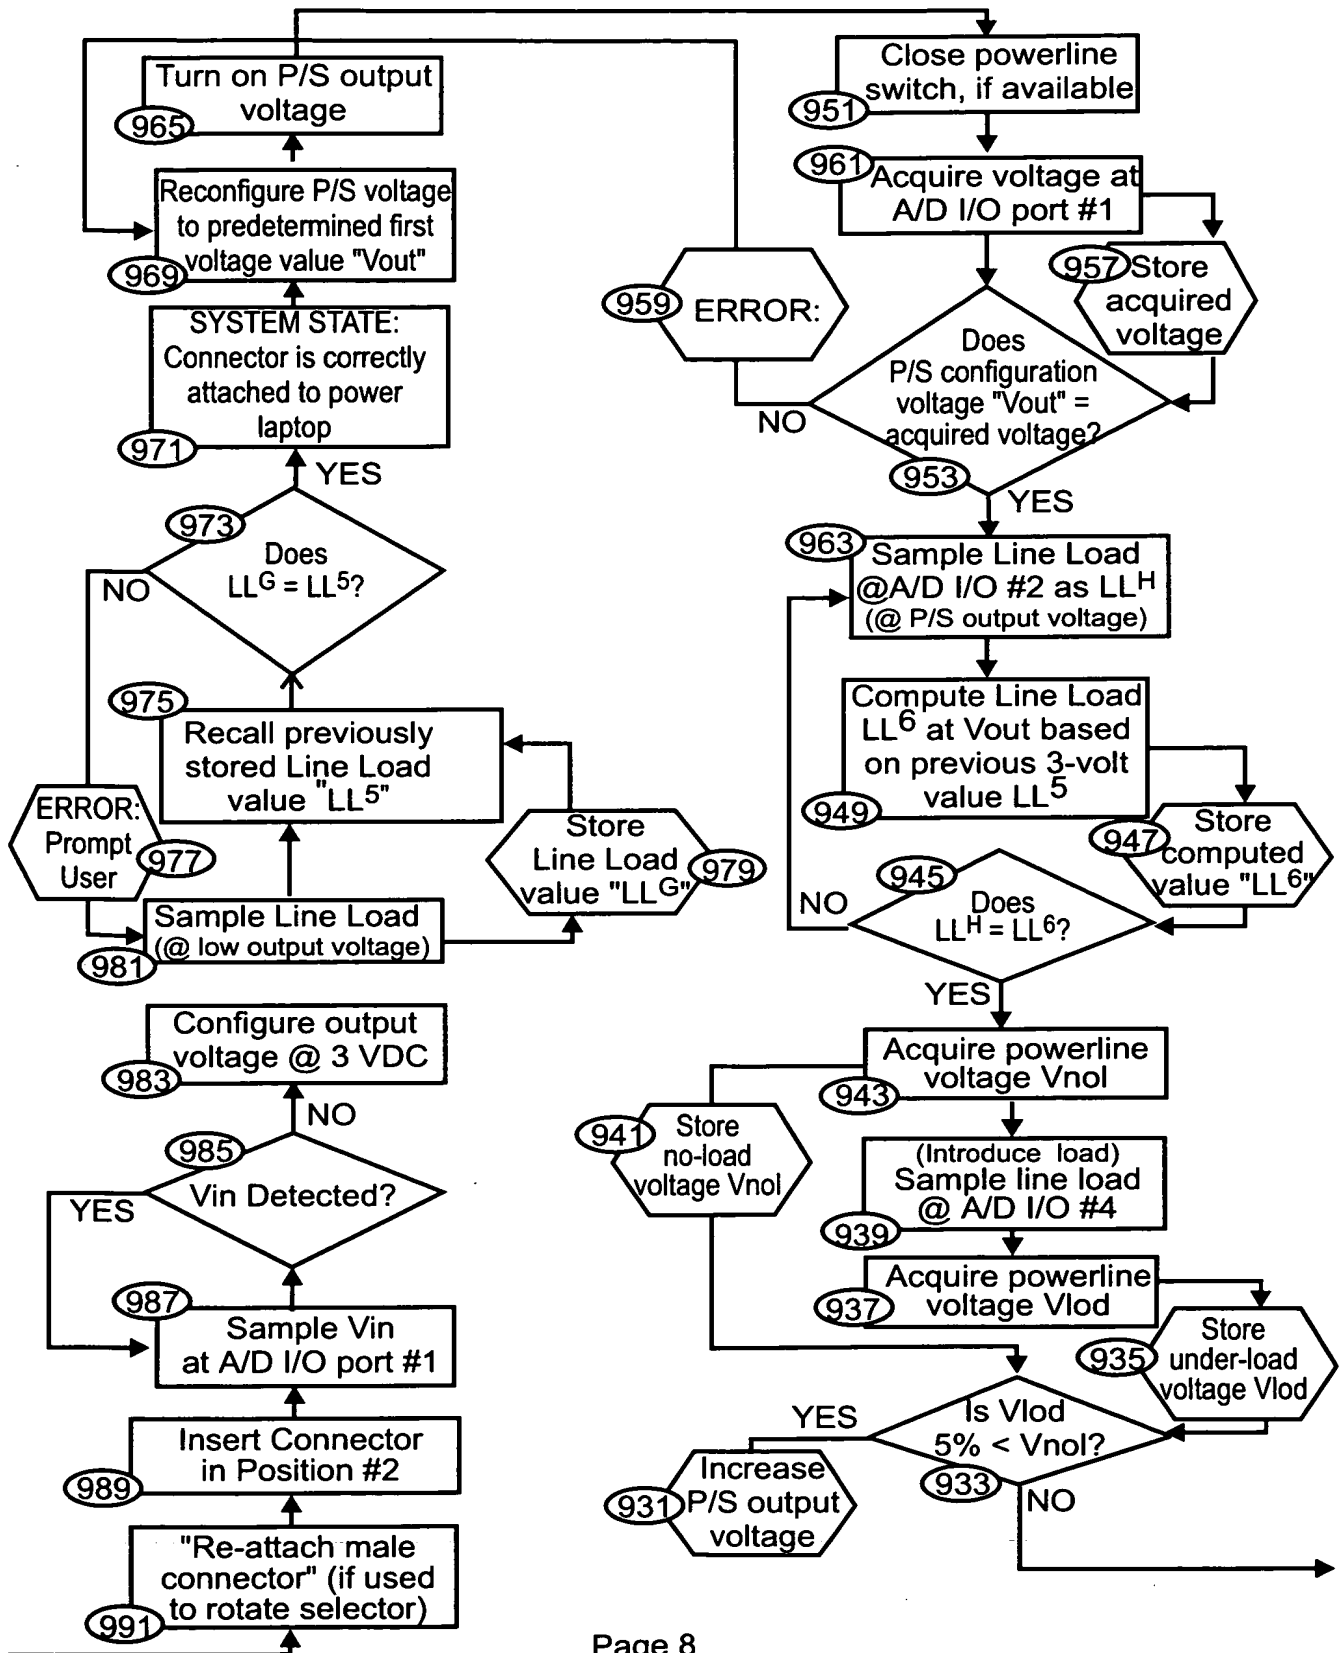 Turn on P/S output
voltage
965
Reconfigure P/S voltage
to predetermined first
voltage value "Vout"
969
SYSTEM STATE:
Connector is correctly
attached to power
laptop
971
YES
973
Does
LLG = LL5?
NO
975
Recall previously
stored Line Load
value "LL5"
ERROR:
Prompt
User
977
Store
Line Load
value "LLG"
979
Sample Line Load
(@ low output voltage)
981
Configure output
voltage @ 3 VDC
983
NO
985
Vin Detected?
YES
987
Sample Vin
at A/D I/O port #1
Insert Connector
in Position #2
989
"Re-attach male
connector" (if used
to rotate selector)
991
Close powerline
switch, if available
951
961
Acquire voltage at
A/D I/O port #1
957
Store
acquired
voltage
959
ERROR:
Does
P/S configuration
voltage "Vout" =
acquired voltage?
NO
953
YES
963
Sample Line Load
@A/D I/O #2 as LLH
(@ P/S output voltage)
Compute Line Load
LL6 at Vout based
on previous 3-volt
value LL5
949
947
Store
computed
value "LL6"
945
NO
Does
LLH = LL6?
YES
Acquire powerline
voltage Vnol
943
941
Store
no-load
voltage Vnol
(Introduce load)
Sample line load
@ A/D I/O #4
939
Acquire powerline
voltage Vlod
937
935
Store
under-load
voltage Vlod
YES
Is Vlod
5% < Vnol?
933
NO
931
Increase
P/S output
voltage
Page 8